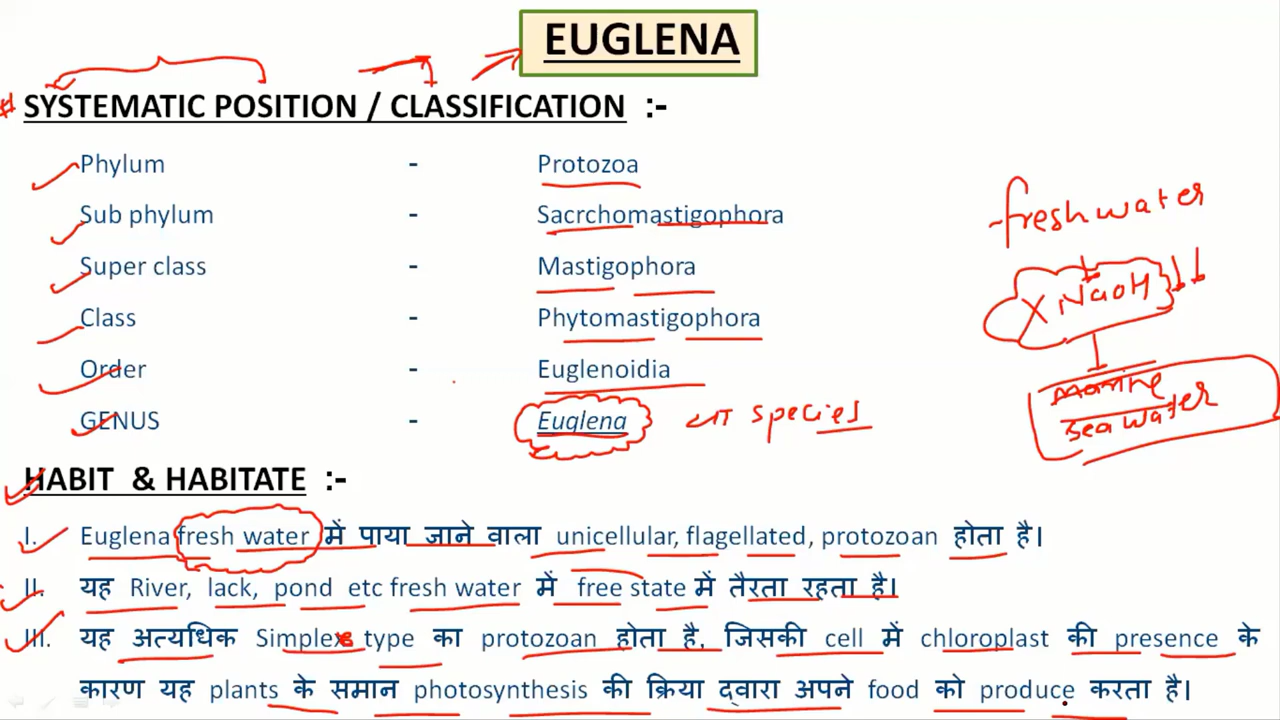 EUGLENA
SYSTEMATIC POSITION / CLASSIFICATION :-
Phylum - Protozoa
Sub phylum - Sacrchomastigophora
Super class - Mastigophora
Class - Phytomastigophora
Order - Euglenoidia
GENUS - Euglena species
freshwater
X NaOH
marine
sea water
HABIT & HABITATE :-
I. Euglena fresh water में पाया जाने वाला unicellular, flagellated, protozoan होता है।
II. यह River, lack, pond etc fresh water में free state में तैरता रहता है।
III. यह अत्यधिक Simplex type का protozoan होता है, जिसकी cell में chloroplast की presence के
कारण यह plants के समान photosynthesis की क्रिया द्वारा अपने food को produce करता है।